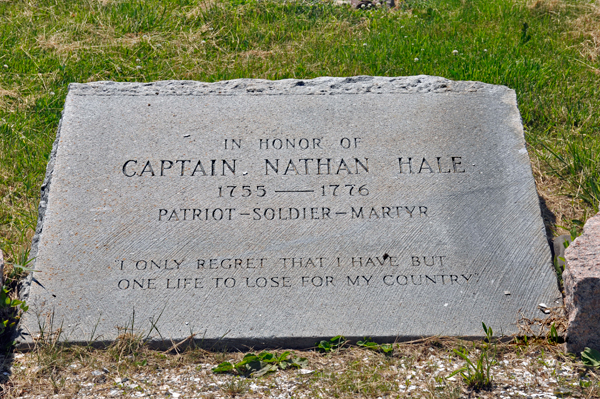 IN HONOR OF
CAPTAIN NATHAN HALE
1755 — 1776
PATRIOT – SOLDIER – MARTYR
"I ONLY REGRET THAT I HAVE BUT
ONE LIFE TO LOSE FOR MY COUNTRY"